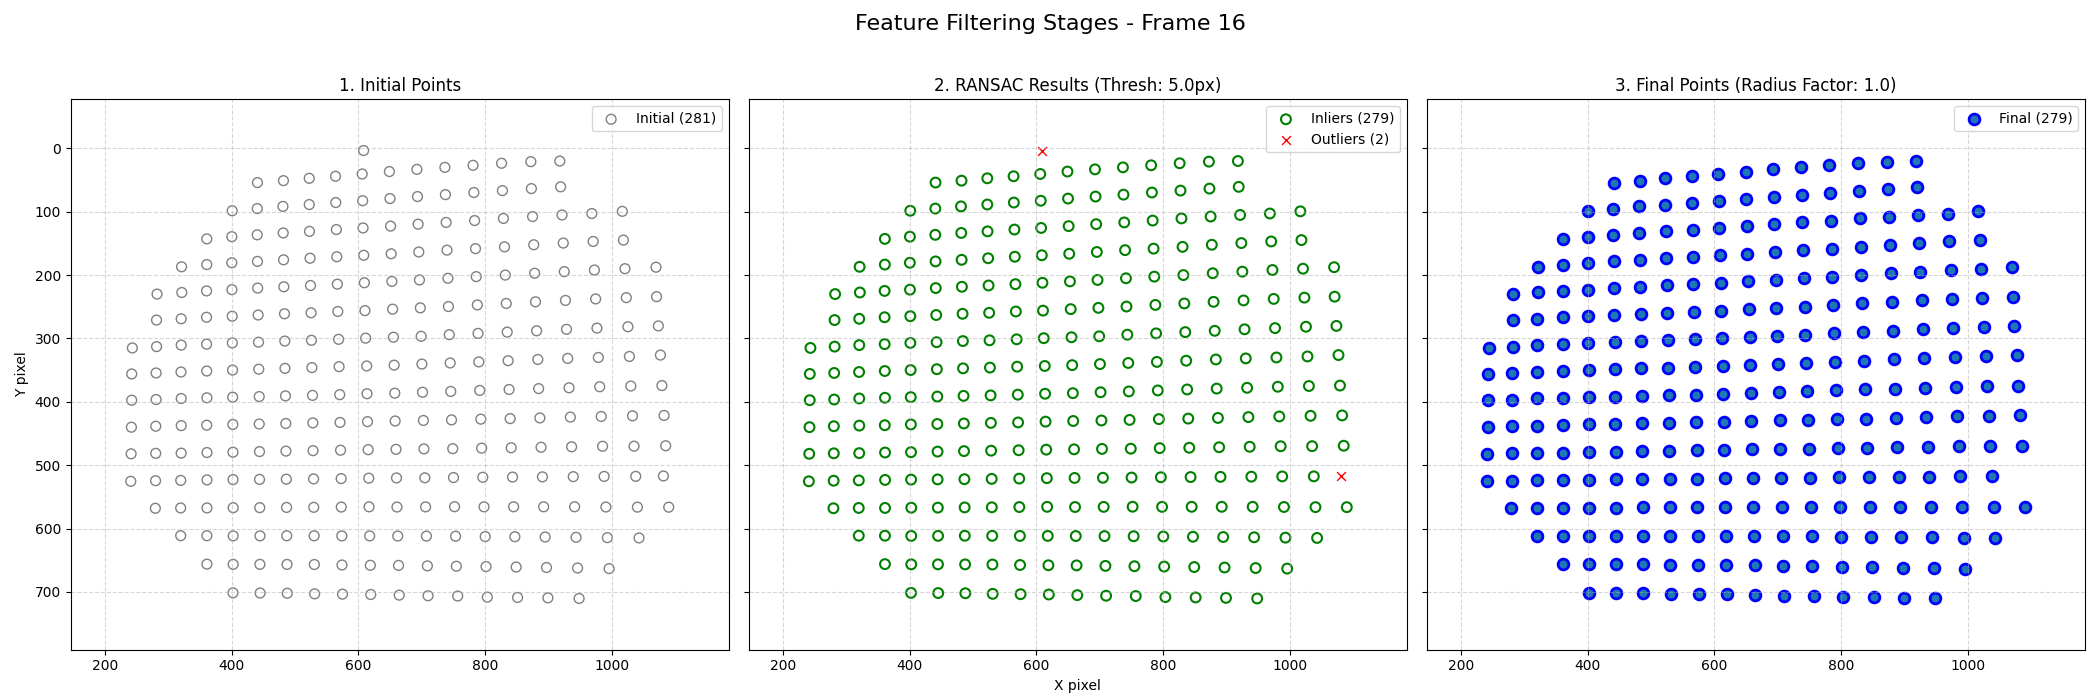 Feature Filtering Stages - Frame 16
1. Initial Points
Initial (281)
0
100
200
300
400
500
600
700
Y pixel
200 400 600 800 1000
2. RANSAC Results (Thresh: 5.0px)
Inliers (279)
Outliers (2)
200 400 600 800 1000
X pixel
3. Final Points (Radius Factor: 1.0)
Final (279)
200 400 600 800 1000